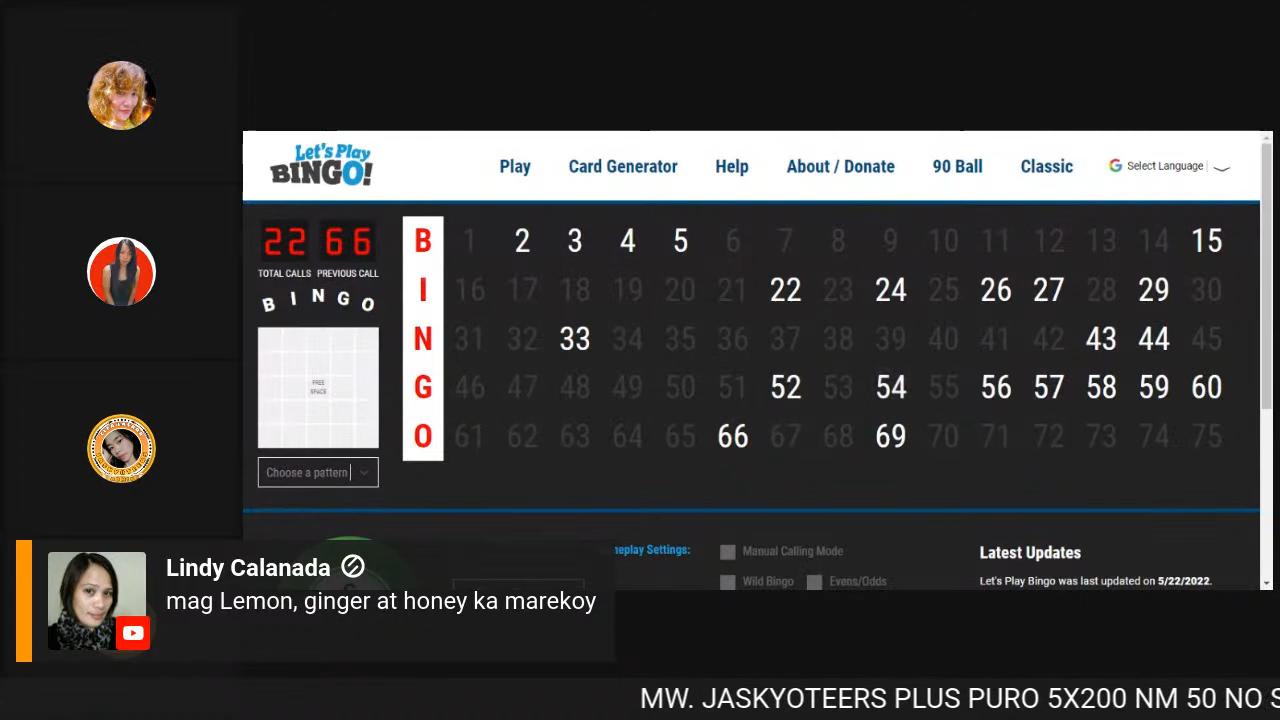 Let's Play
BINGO!
Play Card Generator Help About / Donate 90 Ball Classic Select Language
22 66
TOTAL CALLS PREVIOUS CALL
B I N G O
FREE
SPACE
Choose a pattern
B 1 2 3 4 5 6 7 8 9 10 11 12 13 14 15
I 16 17 18 19 20 21 22 23 24 25 26 27 28 29 30
N 31 32 33 34 35 36 37 38 39 40 41 42 43 44 45
G 46 47 48 49 50 51 52 53 54 55 56 57 58 59 60
O 61 62 63 64 65 66 67 68 69 70 71 72 73 74 75
eplay Settings: Manual Calling Mode
Wild Bingo Evens/Odds
Latest Updates
Let's Play Bingo was last updated on 5/22/2022.
Lindy Calanada
mag Lemon, ginger at honey ka marekoy
MW. JASKYOTEERS PLUS PURO 5X200 NM 50 NO S